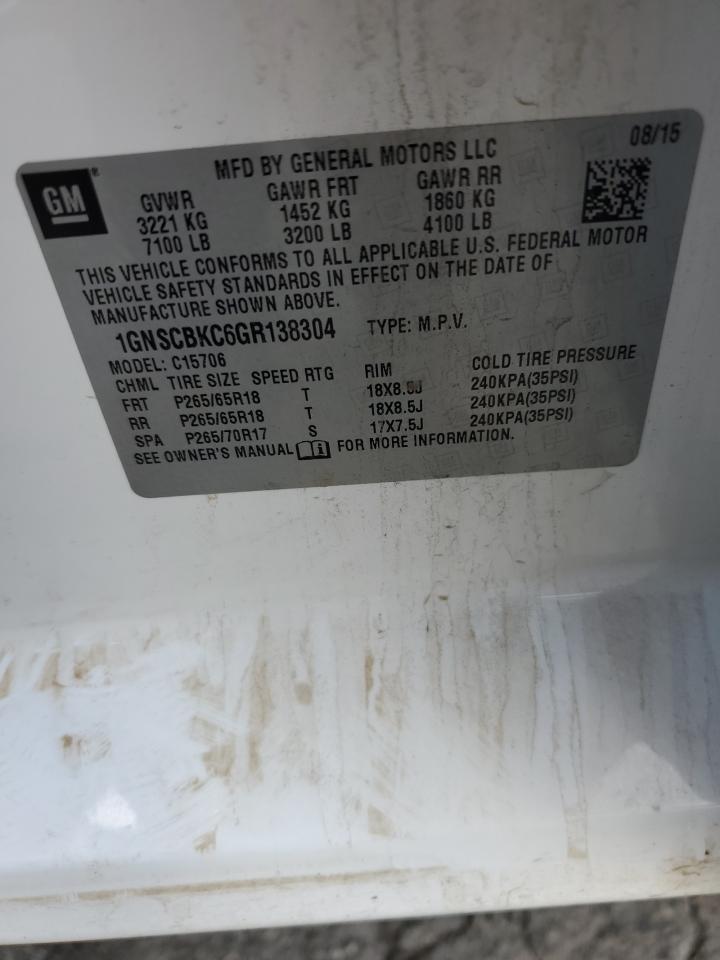 GM®
MFD BY GENERAL MOTORS LLC 08/15
GVWR GAWR FRT GAWR RR
3221 KG 1452 KG 1860 KG
7100 LB 3200 LB 4100 LB
THIS VEHICLE CONFORMS TO ALL APPLICABLE U.S. FEDERAL MOTOR
VEHICLE SAFETY STANDARDS IN EFFECT ON THE DATE OF
MANUFACTURE SHOWN ABOVE.
1GNSCBKC6GR138304 TYPE: M.P.V.
MODEL: C15706
CHML TIRE SIZE SPEED RTG RIM COLD TIRE PRESSURE
FRT P265/65R18 T 18X8.5J 240KPA(35PSI)
RR P265/65R18 T 18X8.5J 240KPA(35PSI)
SPA P265/70R17 S 17X7.5J 240KPA(35PSI)
SEE OWNER'S MANUAL FOR MORE INFORMATION.